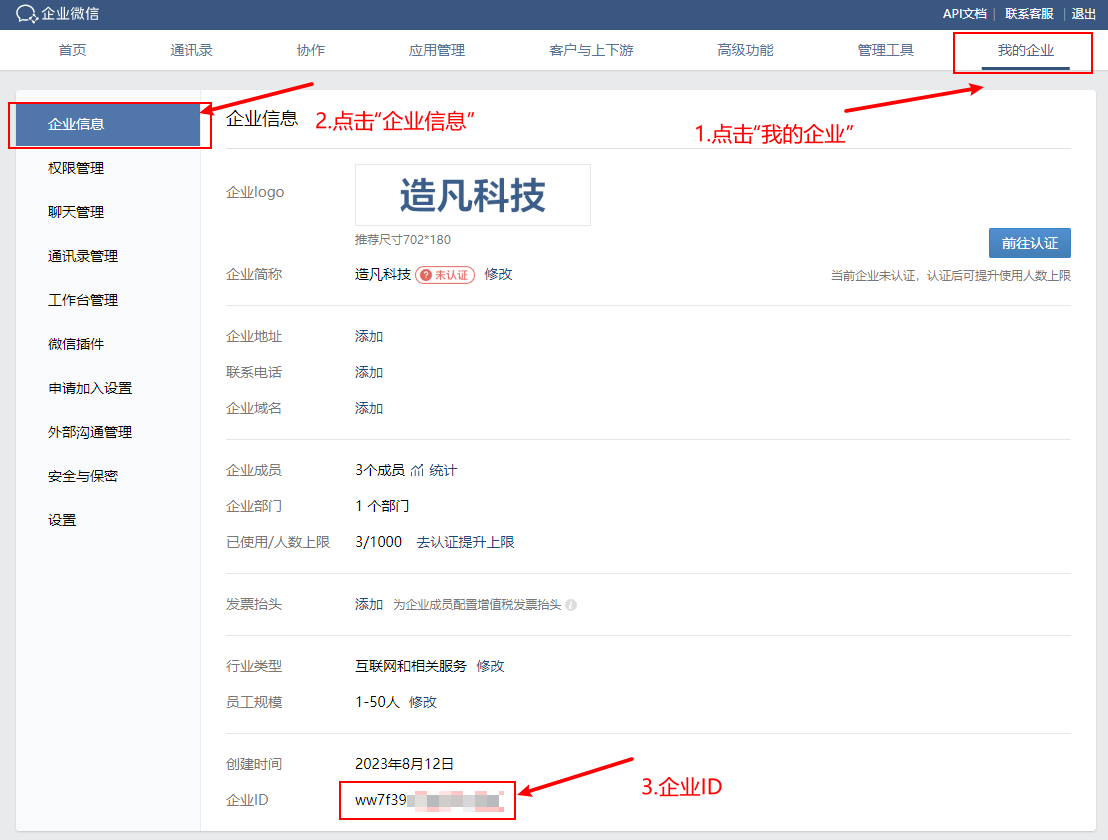 企业微信
API文档 | 联系客服 | 退出
首页 通讯录 协作 应用管理 客户与上下游 高级功能 管理工具 我的企业
企业信息
权限管理
聊天管理
通讯录管理
工作台管理
微信插件
申请加入设置
外部沟通管理
安全与保密
设置
企业信息
2.点击“企业信息”
1.点击“我的企业”
企业logo
造凡科技
推荐尺寸702*180
前往认证
企业简称 造凡科技 ? 未认证 修改
当前企业未认证，认证后可提升使用人数上限
企业地址 添加
联系电话 添加
企业域名 添加
企业成员 3个成员 统计
企业部门 1 个部门
已使用/人数上限 3/1000 去认证提升上限
发票抬头 添加 为企业成员配置增值税发票抬头 i
行业类型 互联网和相关服务 修改
员工规模 1-50人 修改
创建时间 2023年8月12日
企业ID ww7f39
3.企业ID